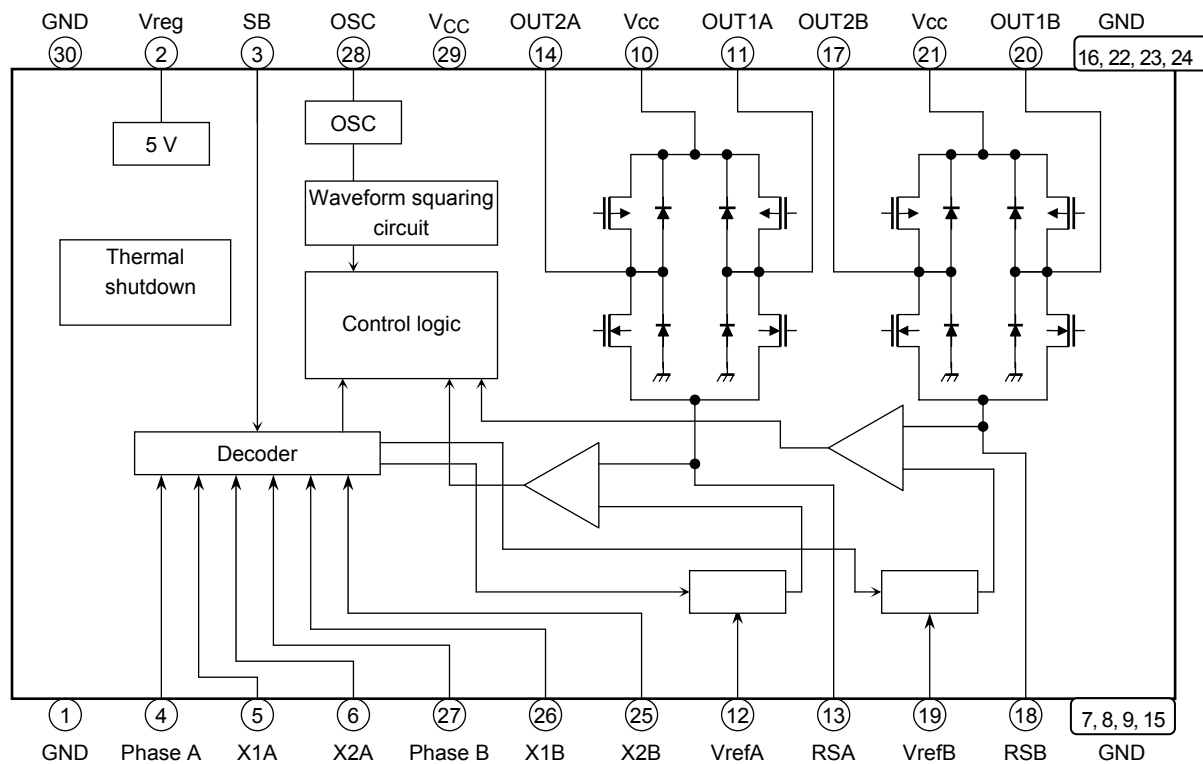 GND Vreg SB OSC VCC OUT2A Vcc OUT1A OUT2B Vcc OUT1B GND
30 2 3 28 29 14 10 11 17 21 20 16, 22, 23, 24
5 V
OSC
Waveform squaring
circuit
Thermal
shutdown
Control logic
Decoder
1 4 5 6 27 26 25 12 13 19 18 7, 8, 9, 15
GND Phase A X1A X2A Phase B X1B X2B VrefA RSA VrefB RSB GND